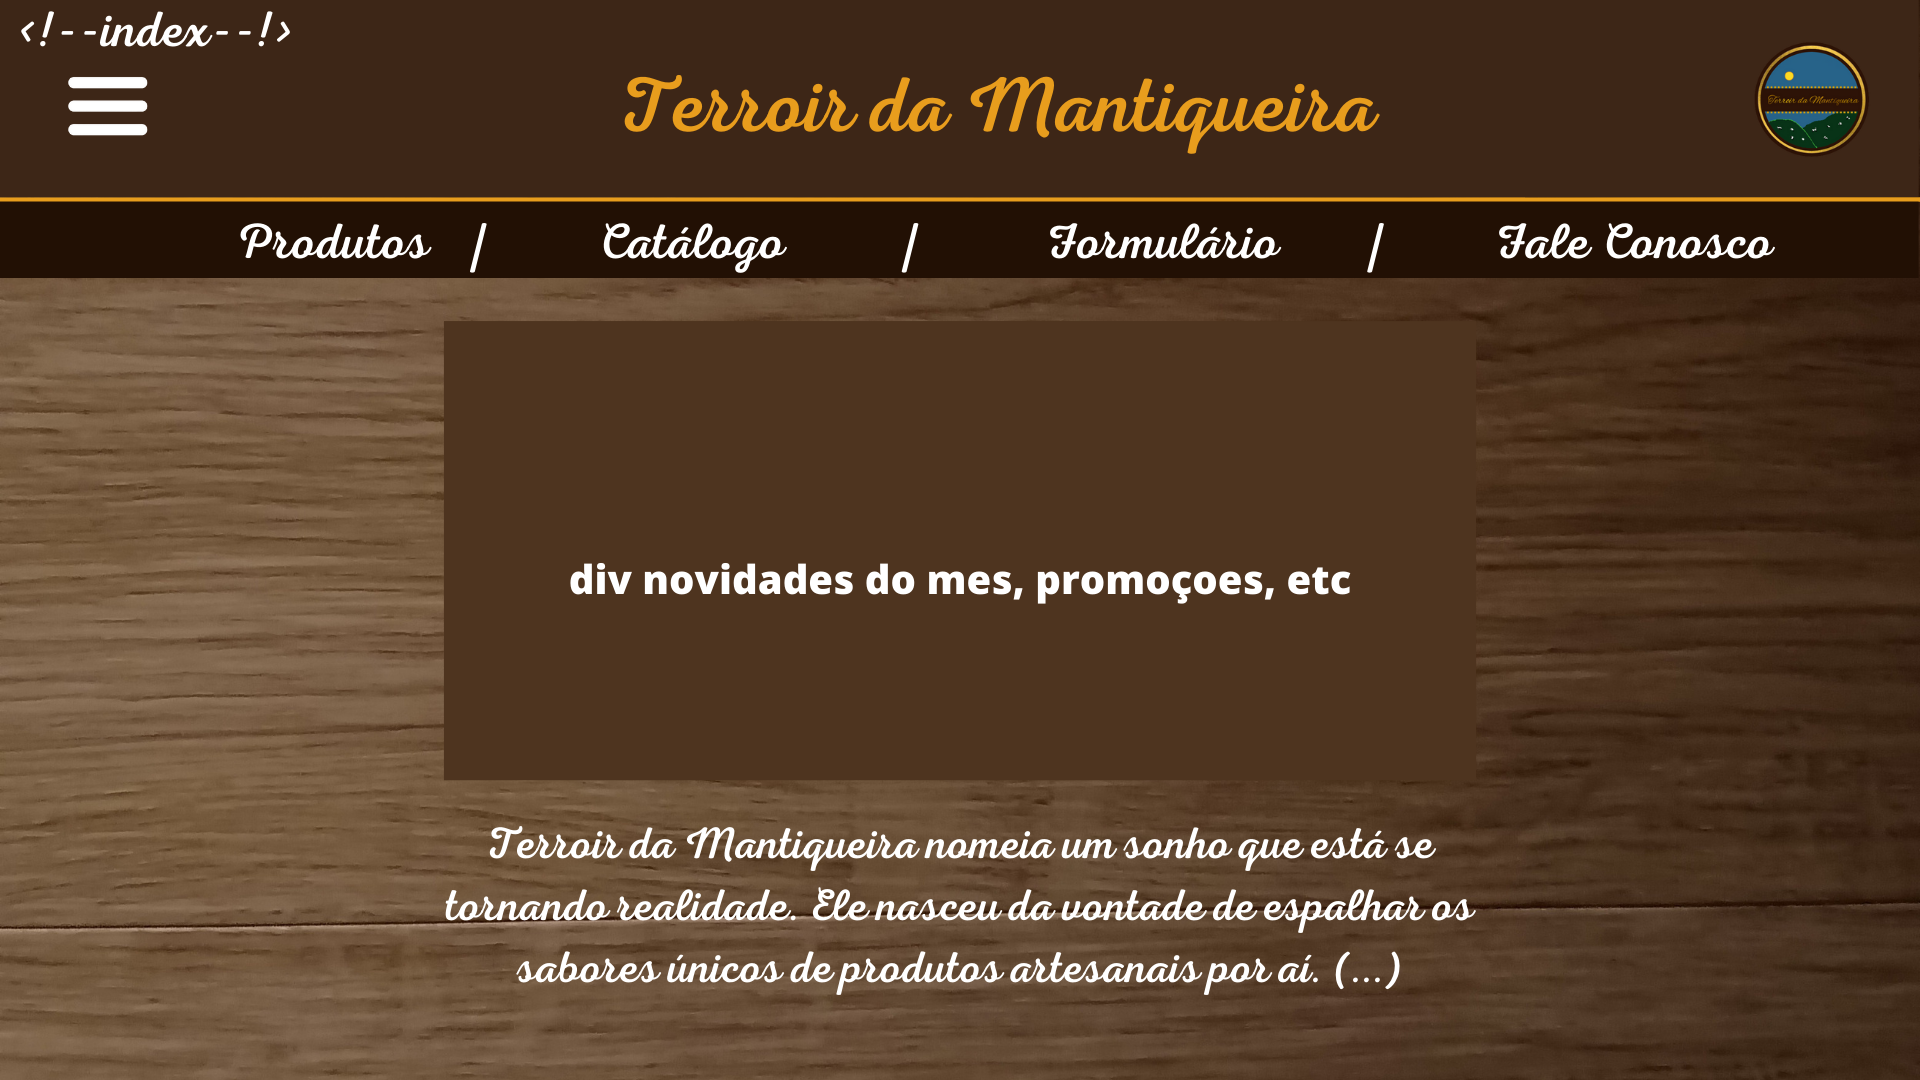 <!--index--!>
Terroir da Mantiqueira
Terroir da Mantiqueira
Produtos / Catálogo / Formulário / Fale Conosco
div novidades do mes, promoçoes, etc
Terroir da Mantiqueira nomeia um sonho que está se
tornando realidade. Ele nasceu da vontade de espalhar os
sabores únicos de produtos artesanais por aí. (...)